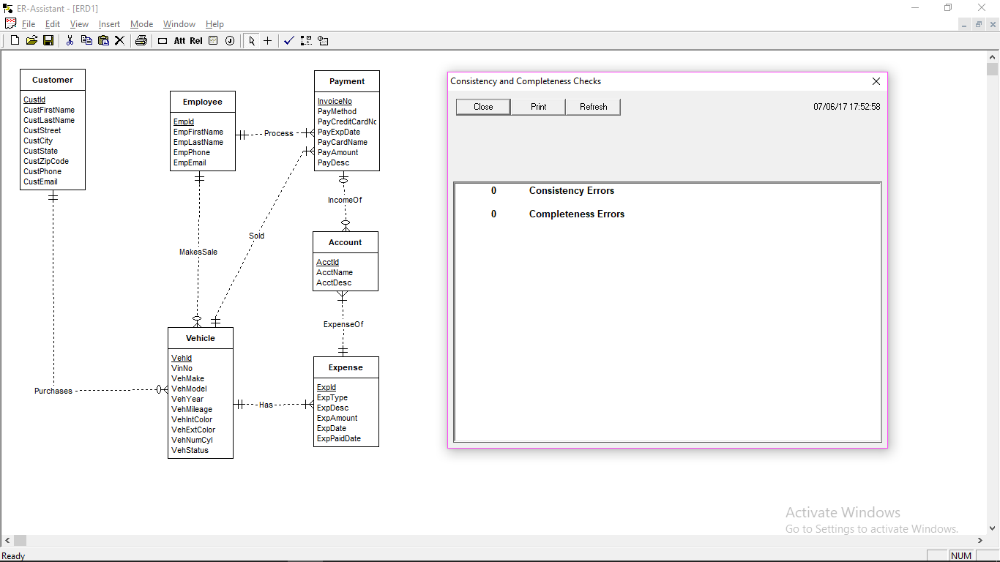 ER-Assistant - [ERD1]
File Edit View Insert Mode Window Help
Att Rel J
Customer
CustId
CustFirstName
CustLastName
CustStreet
CustCity
CustState
CustZipCode
CustPhone
CustEmail
Employee
EmpId
EmpFirstName
EmpLastName
EmpPhone
EmpEmail
Process
Payment
InvoiceNo
PayMethod
PayCreditCardNo
PayExpDate
PayCardName
PayAmount
PayDesc
IncomeOf
Sold
MakesSale
Account
AcctId
AcctName
AcctDesc
ExpenseOf
Purchases
Vehicle
VehId
VinNo
VehMake
VehModel
VehYear
VehMileage
VehIntColor
VehExtColor
VehNumCyl
VehStatus
Has
Expense
ExpId
ExpType
ExpDesc
ExpAmount
ExpDate
ExpPaidDate
Consistency and Completeness Checks
Close Print Refresh 07/06/17 17:52:58
0 Consistency Errors
0 Completeness Errors
Activate Windows
Go to Settings to activate Windows.
Ready NUM